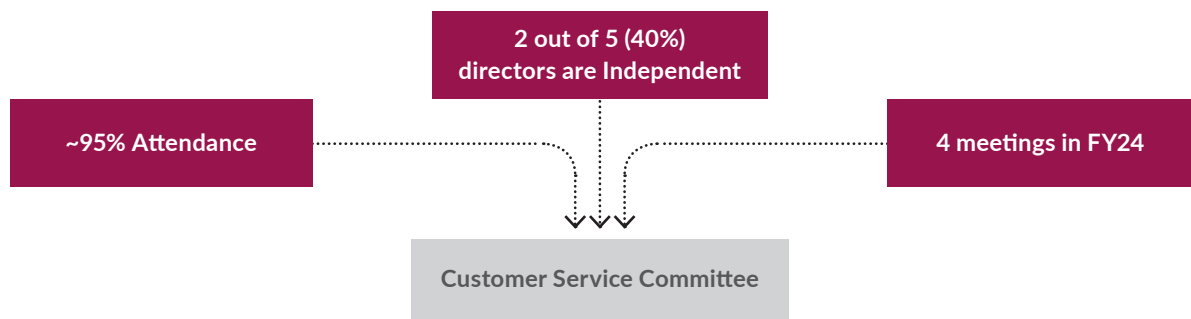 2 out of 5 (40%)
directors are Independent
~95% Attendance
4 meetings in FY24
Customer Service Committee